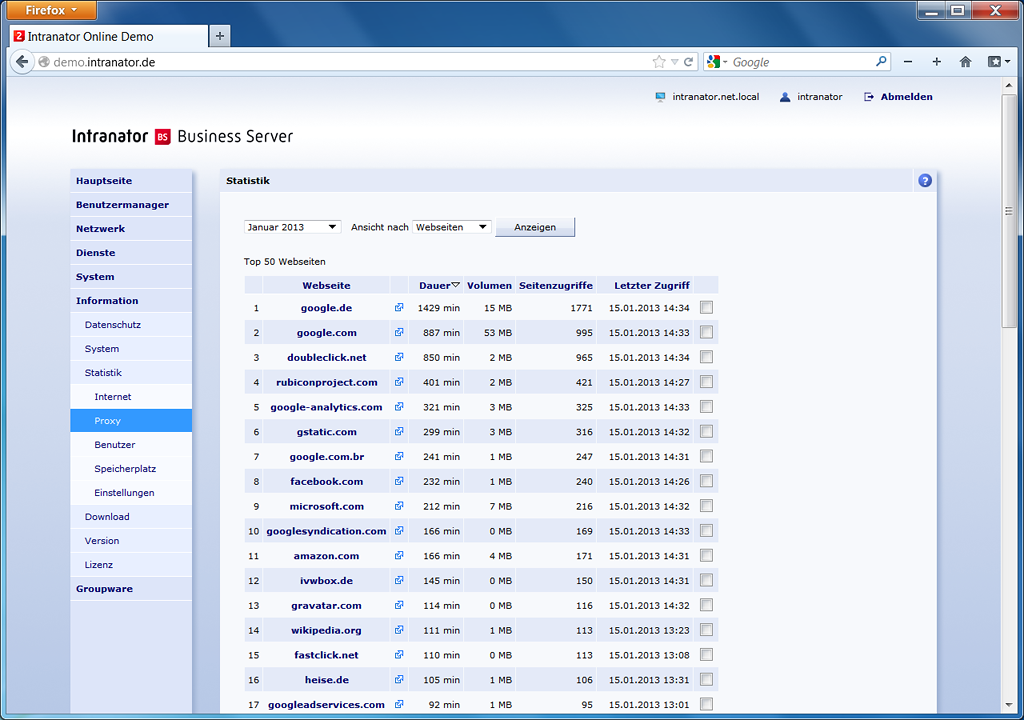 Firefox
Intranator Online Demo
demo.intranator.de
Google
intranator.net.local intranator Abmelden
Intranator BS Business Server
Hauptseite
Benutzermanager
Netzwerk
Dienste
System
Information
Datenschutz
System
Statistik
Internet
Proxy
Benutzer
Speicherplatz
Einstellungen
Download
Version
Lizenz
Groupware
Statistik ?
Januar 2013 Ansicht nach Webseiten Anzeigen
Top 50 Webseiten
Webseite Dauer Volumen Seitenzugriffe Letzter Zugriff
1 google.de 1429 min 15 MB 1771 15.01.2013 14:34
2 google.com 887 min 53 MB 995 15.01.2013 14:33
3 doubleclick.net 850 min 2 MB 965 15.01.2013 14:34
4 rubiconproject.com 401 min 2 MB 421 15.01.2013 14:27
5 google-analytics.com 321 min 3 MB 325 15.01.2013 14:33
6 gstatic.com 299 min 3 MB 316 15.01.2013 14:32
7 google.com.br 241 min 1 MB 247 15.01.2013 14:31
8 facebook.com 232 min 1 MB 240 15.01.2013 14:26
9 microsoft.com 212 min 7 MB 216 15.01.2013 14:32
10 googlesyndication.com 166 min 0 MB 169 15.01.2013 14:33
11 amazon.com 166 min 4 MB 171 15.01.2013 14:31
12 ivwbox.de 145 min 0 MB 150 15.01.2013 14:31
13 gravatar.com 114 min 0 MB 116 15.01.2013 14:32
14 wikipedia.org 111 min 1 MB 113 15.01.2013 13:23
15 fastclick.net 110 min 0 MB 113 15.01.2013 13:08
16 heise.de 105 min 1 MB 106 15.01.2013 13:31
17 googleadservices.com 92 min 1 MB 95 15.01.2013 13:01